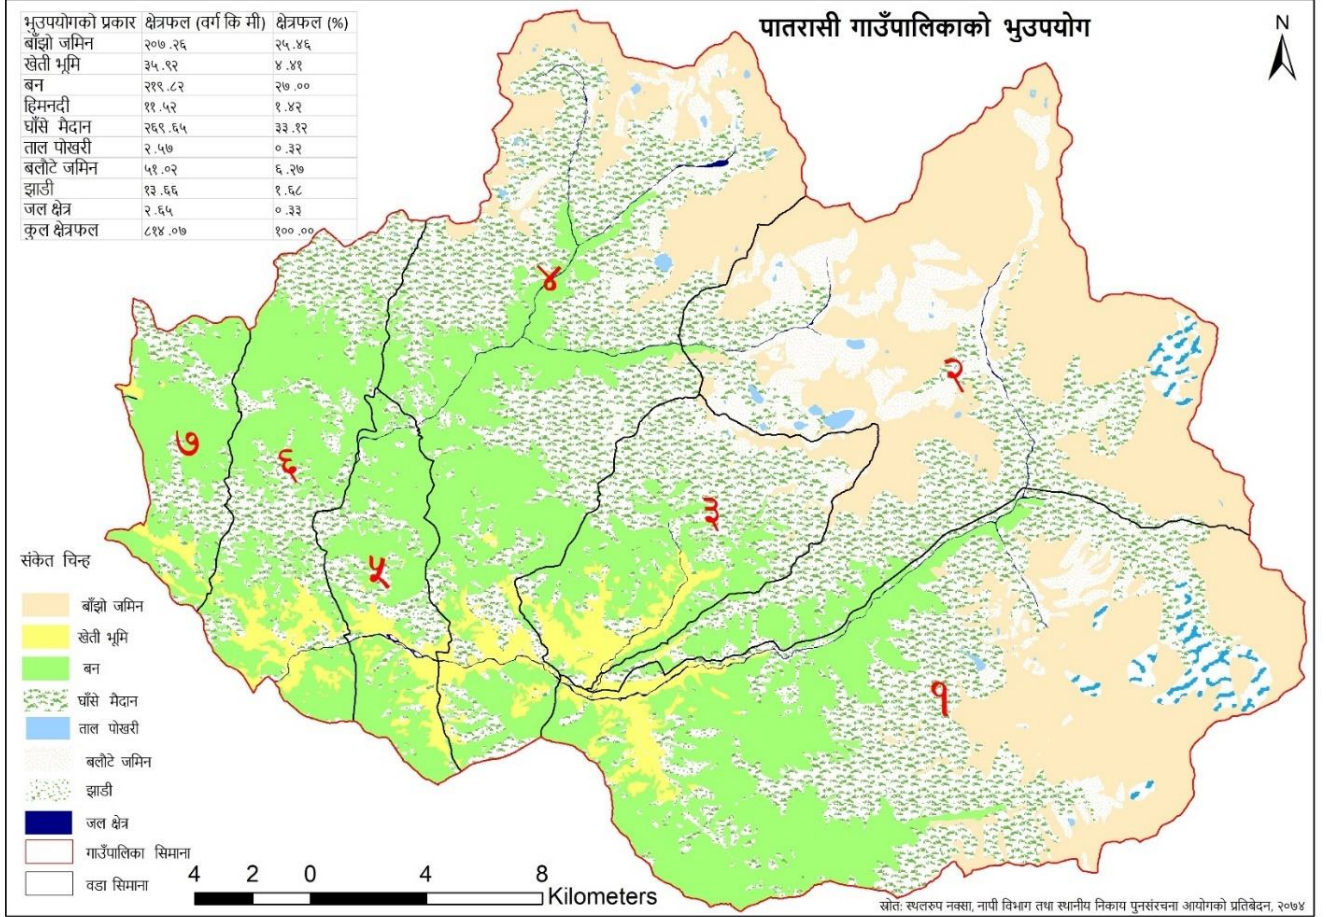 पातरासी गाउँपालिकाको भुउपयोग
N
भुउपयोगको प्रकार क्षेत्रफल (वर्ग कि मी) क्षेत्रफल (%)
बाँझो जमिन २०७.२६ २५.४६
खेती भूमि ३५.९२ ४.४१
बन २१९.८२ २७.००
हिमनदी ११.५२ १.४२
घाँसे मैदान २६९.६५ ३३.१२
ताल पोखरी २.५७ ०.३२
बलौटे जमिन ५१.०२ ६.२७
झाडी १३.६६ १.६८
जल क्षेत्र २.६५ ०.३३
कुल क्षेत्रफल ८१४.०७ १००.००
४
२
७
६
३
५
१
संकेत चिन्ह
बाँझो जमिन
खेती भूमि
बन
घाँसे मैदान
ताल पोखरी
बलौटे जमिन
झाडी
जल क्षेत्र
गाउँपालिका सिमाना
वडा सिमाना
4 2 0 4 8
Kilometers
स्रोत: स्थलरुप नक्सा, नापी विभाग तथा स्थानीय निकाय पुनसंरचना आयोगको प्रतिबेदन, २०७४